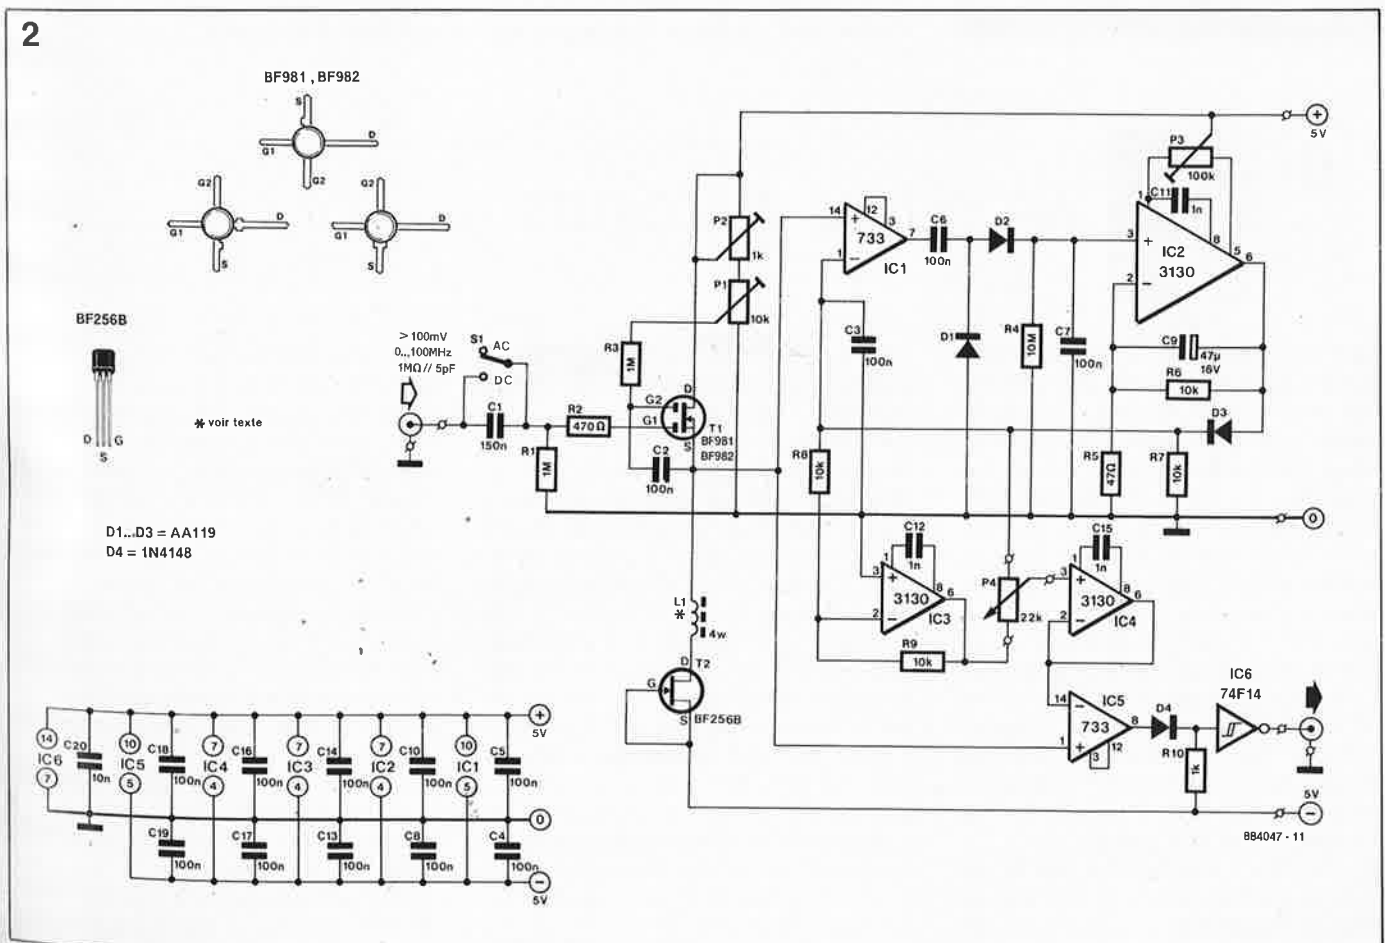 2
BF981 , BF982
S
D
G1
G2
G2
D
G1
S
G2
D
G1
S
BF256B
D
G
S
* voir texte
D1...D3 = AA119
D4 = 1N4148
> 100mV
0...100MHz
1MΩ // 5pF
S1
AC
DC
C1
150n
R2
470Ω
R1
1M
R3
1M
G2
G1
D
S
T1
BF981
BF982
C2
100n
P2
1k
P1
10k
L1
*
4w
D
T2
G
S
BF256B
14
+
12
3
733
7
1
−
IC1
C6
100n
D2
D1
C3
100n
R4
10M
C7
100n
P3
100k
1
C11
1n
8
5
3
+
IC2
3130
6
2
−
C9
47µ
16V
R6
10k
D3
R5
47Ω
R7
10k
R8
10k
+
5V
0
C12
1n
1
8
3
+
3130
6
2
−
IC3
R9
10k
P4
22k
C15
1n
1
8
3
+
3130
6
2
−
IC4
14
−
IC5
733
8
1
+
3
12
D4
R10
1k
IC6
74F14
5V
−
884047 - 11
14
IC6
7
C20
10n
10
IC5
5
C18
100n
7
IC4
4
C16
100n
7
IC3
4
C14
100n
7
IC2
4
C10
100n
10
IC1
5
C5
100n
+
5V
0
C19
100n
C17
100n
C13
100n
C8
100n
C4
100n
−
5V